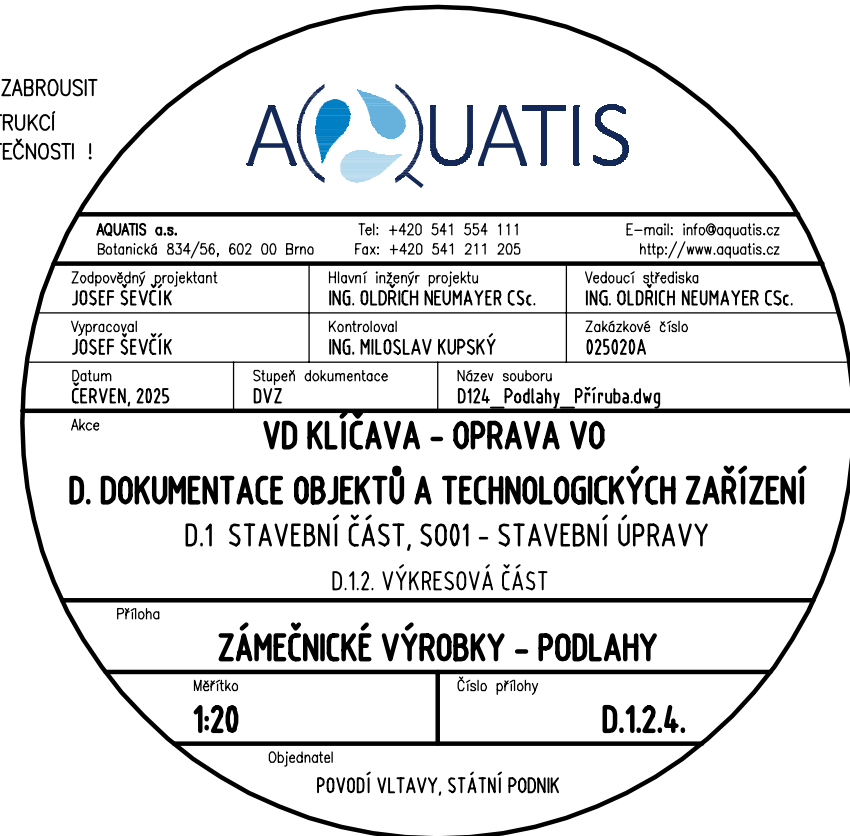 ZABROUSIT
TRUKCÍ
TEČNOSTI !
AQUATIS
AQUATIS a.s. Tel: +420 541 554 111 E-mail: info@aquatis.cz
Botanická 834/56, 602 00 Brno Fax: +420 541 211 205 http://www.aquatis.cz
Zodpovědný projektant Hlavní inženýr projektu Vedoucí střediska
JOSEF ŠEVČÍK ING. OLDŘICH NEUMAYER CSc. ING. OLDŘICH NEUMAYER CSc.
Vypracoval Kontroloval Zakázkové číslo
JOSEF ŠEVČÍK ING. MILOSLAV KUPSKÝ 025020A
Datum Stupeň dokumentace Název souboru
ČERVEN, 2025 DVZ D124_Podlahy_Příruba.dwg
Akce
VD KLÍČAVA - OPRAVA VO
D. DOKUMENTACE OBJEKTŮ A TECHNOLOGICKÝCH ZAŘÍZENÍ
D.1 STAVEBNÍ ČÁST, SO01 - STAVEBNÍ ÚPRAVY
D.1.2. VÝKRESOVÁ ČÁST
Příloha
ZÁMEČNICKÉ VÝROBKY - PODLAHY
Měřítko Číslo přílohy
1:20 D.1.2.4.
Objednatel
POVODÍ VLTAVY, STÁTNÍ PODNIK